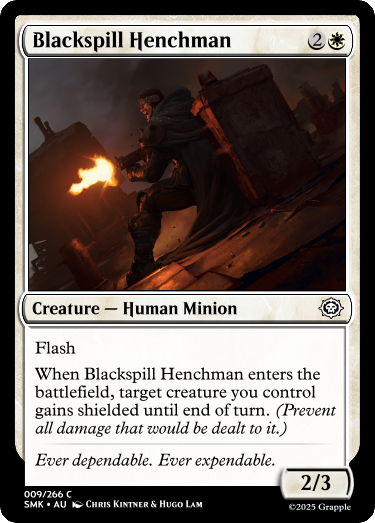 Blackspill Henchman 2
Creature — Human Minion
Flash
When Blackspill Henchman enters the
battlefield, target creature you control
gains shielded until end of turn. (Prevent
all damage that would be dealt to it.)
Ever dependable. Ever expendable.
2/3
009/266 C
SMK • AU Chris Kintner & Hugo Lam
©2025 Grapple